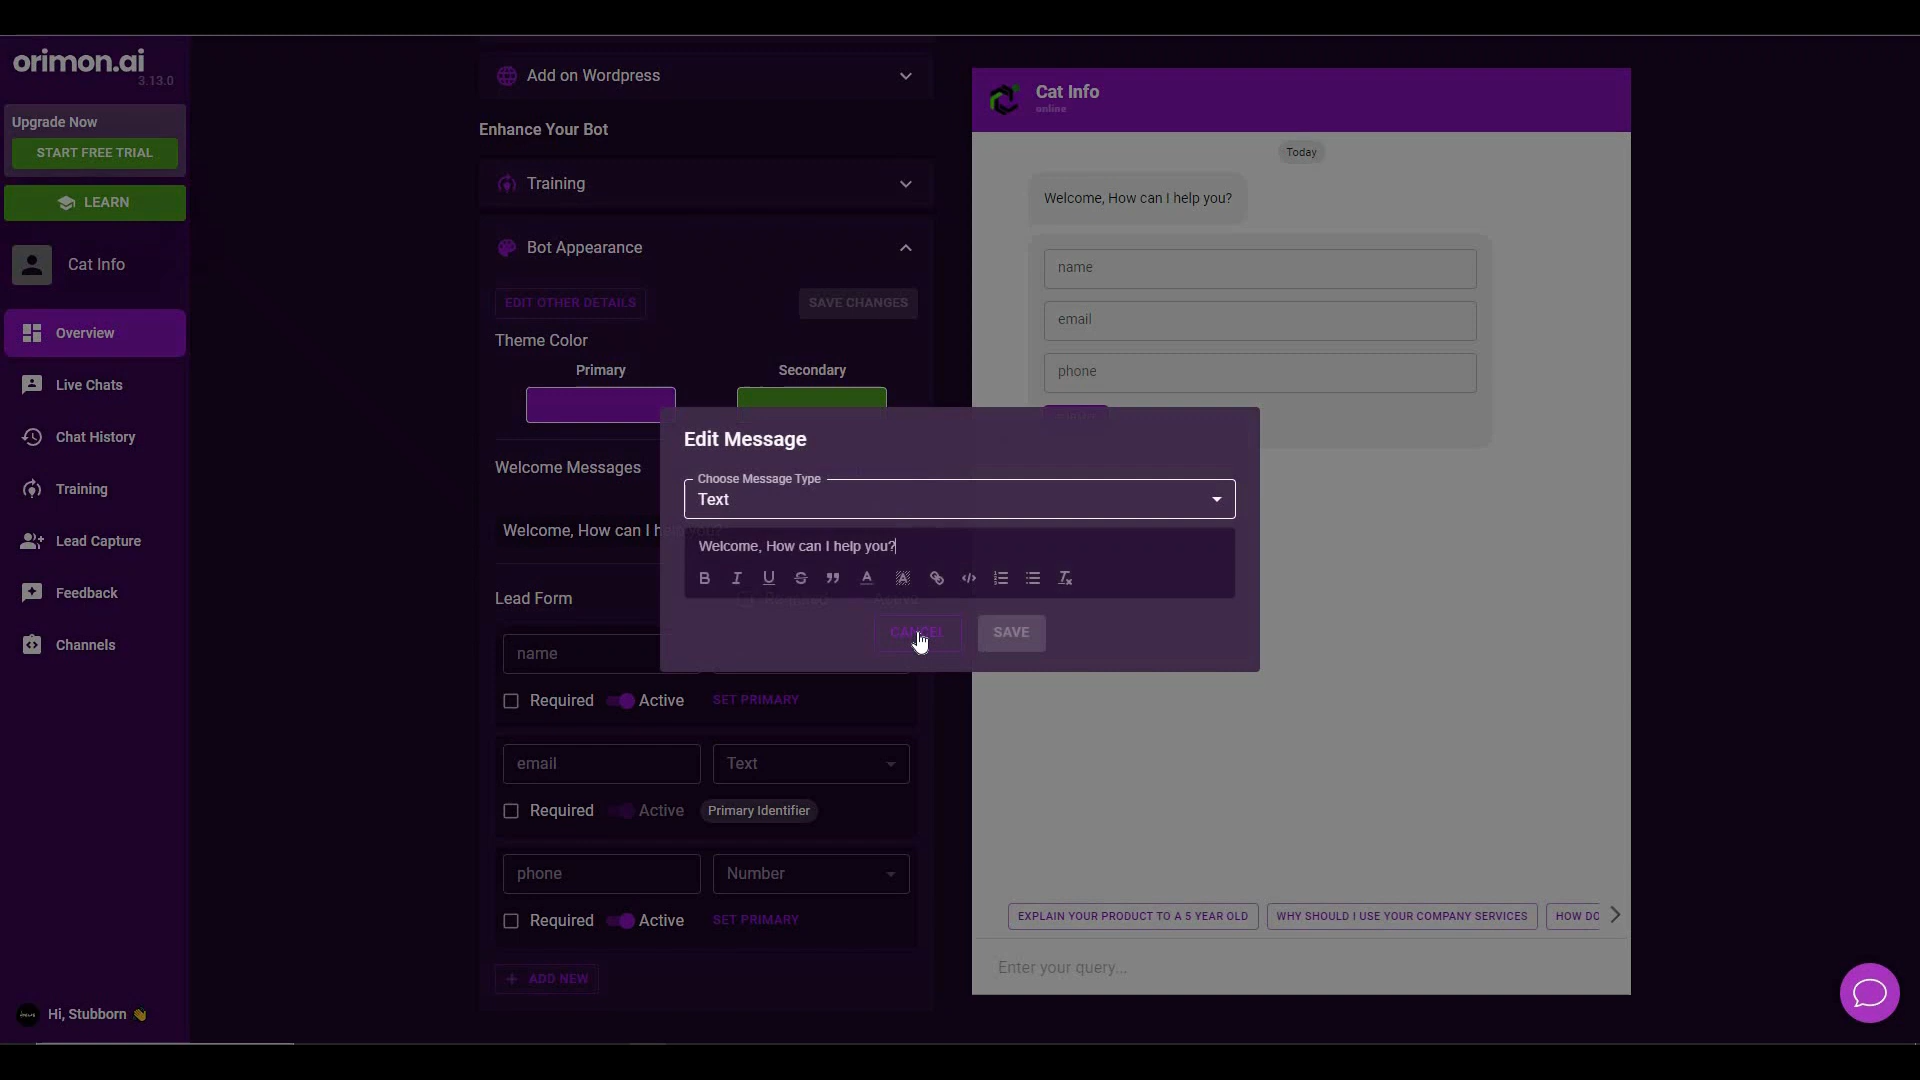 orimon.ai
3.13.0
Upgrade Now
START FREE TRIAL
LEARN
Cat Info
Overview
Live Chats
Chat History
Training
Lead Capture
Feedback
Channels
Hi, Stubborn 👋
Add on Wordpress
Enhance Your Bot
Training
Bot Appearance
EDIT OTHER DETAILS
SAVE CHANGES
Theme Color
Primary
Secondary
Welcome Messages
Welcome, How can I help you?
Lead Form
Required
Active
name
Required
Active
SET PRIMARY
email
Text
Required
Active
Primary Identifier
phone
Number
Required
Active
SET PRIMARY
+ ADD NEW
Edit Message
Choose Message Type
Text
Welcome, How can I help you?
CANCEL
SAVE
Cat Info
online
Today
Welcome, How can I help you?
name
email
phone
EXPLAIN YOUR PRODUCT TO A 5 YEAR OLD
WHY SHOULD I USE YOUR COMPANY SERVICES
HOW DO
Enter your query...